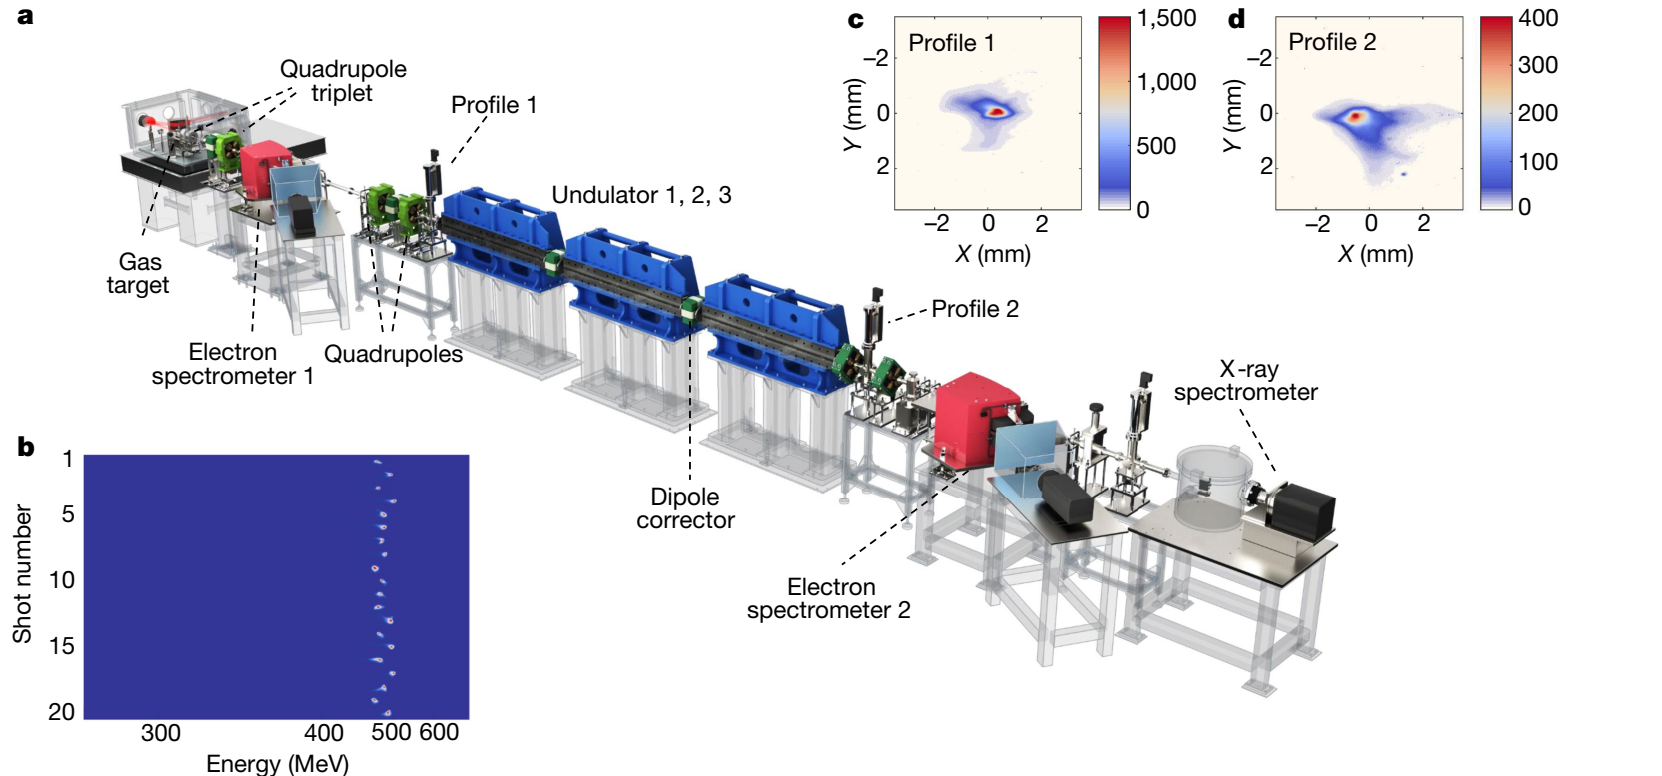 a
Quadrupole
triplet
Profile 1
Undulator 1, 2, 3
Gas
target
Electron
spectrometer 1
Quadrupoles
Profile 2
Dipole
corrector
X-ray
spectrometer
Electron
spectrometer 2
b
Shot number
1
5
10
15
20
300 400 500 600
Energy (MeV)
c
Profile 1
Y (mm)
−2
0
2
−2 0 2
X (mm)
1,500
1,000
500
0
d
Profile 2
Y (mm)
−2
0
2
−2 0 2
X (mm)
400
300
200
100
0